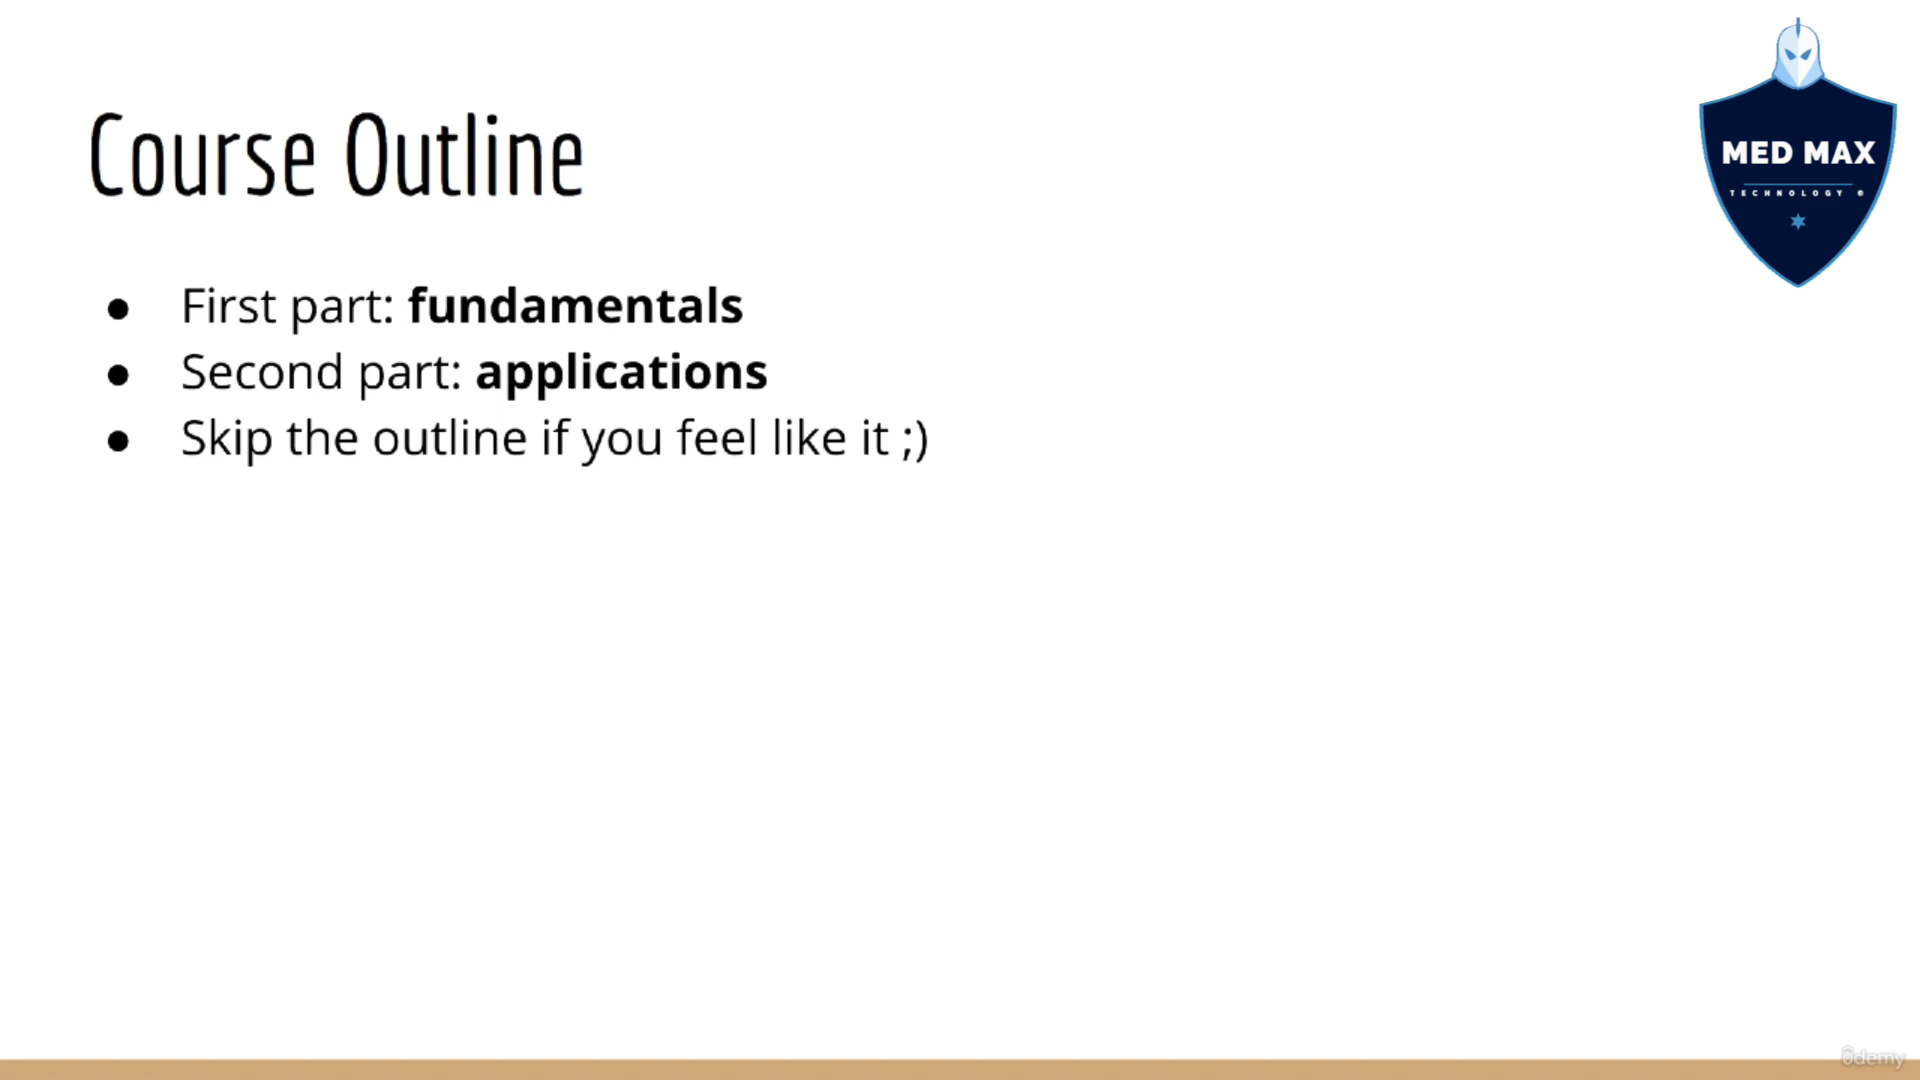 Course Outline
MED MAX
TECHNOLOGY
● First part: fundamentals
● Second part: applications
● Skip the outline if you feel like it ;)
ûdemy